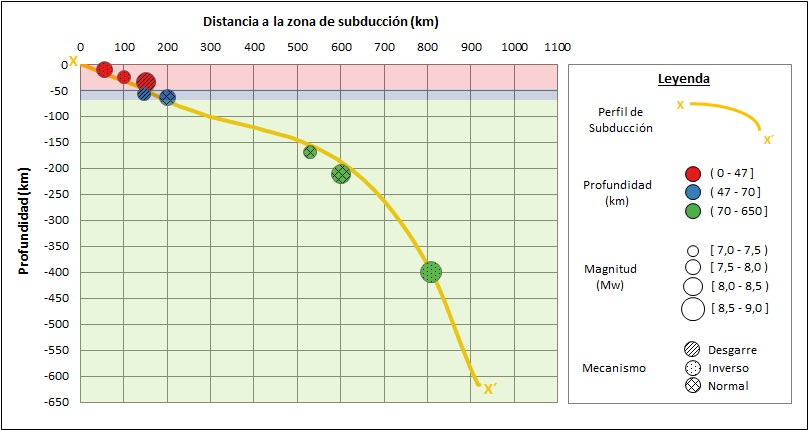 Distancia a la zona de subducción (km)
0 100 200 300 400 500 600 700 800 900 1000 1100
X
0
-50
-100
-150
-200
-250
-300
-350
-400
-450
-500
-550
-600
-650
Profundidad (km)
X´
Leyenda
Perfil de
Subducción
X
X´
Profundidad
(km)
( 0 - 47 ]
( 47 - 70 ]
( 70 - 650 ]
Magnitud
(Mw)
[ 7,0 - 7,5 )
[ 7,5 - 8,0 )
[ 8,0 - 8,5 )
[ 8,5 - 9,0 ]
Mecanismo
Desgarre
Inverso
Normal